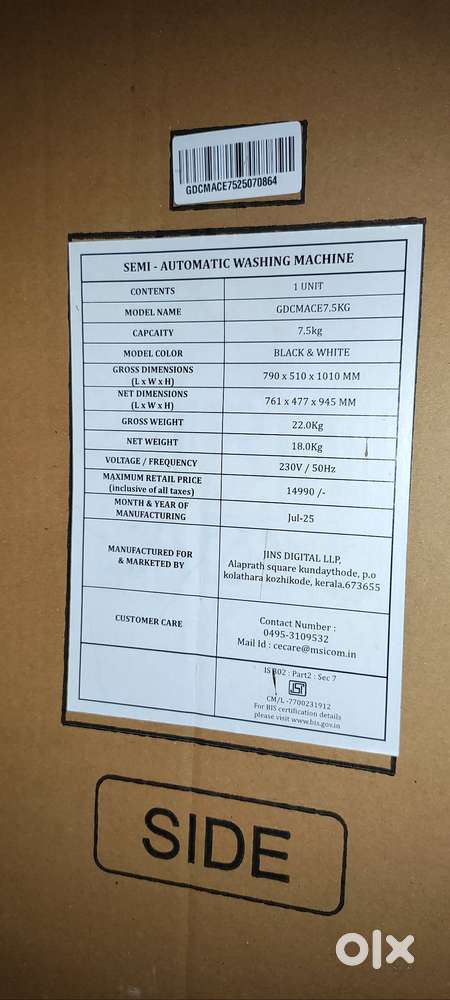 GDCMACE7525070864
SEMI - AUTOMATIC WASHING MACHINE
CONTENTS 1 UNIT
MODEL NAME GDCMACE7.5KG
CAPCAITY 7.5kg
MODEL COLOR BLACK & WHITE
GROSS DIMENSIONS
(L x W x H) 790 x 510 x 1010 MM
NET DIMENSIONS
(L x W x H) 761 x 477 x 945 MM
GROSS WEIGHT 22.0Kg
NET WEIGHT 18.0Kg
VOLTAGE / FREQUENCY 230V / 50Hz
MAXIMUM RETAIL PRICE
(inclusive of all taxes) 14990 /-
MONTH & YEAR OF
MANUFACTURING Jul-25
MANUFACTURED FOR
& MARKETED BY
JINS DIGITAL LLP,
Alaprath square kundaythode, p.o
kolathara kozhikode, kerala.673655
CUSTOMER CARE
Contact Number :
0495-3109532
Mail Id : cecare@msicom.in
IS 302 : Part2 : Sec 7
ISI
CM/L -7700231912
For BIS certification details
please visit www.bis.gov.in
SIDE
olx